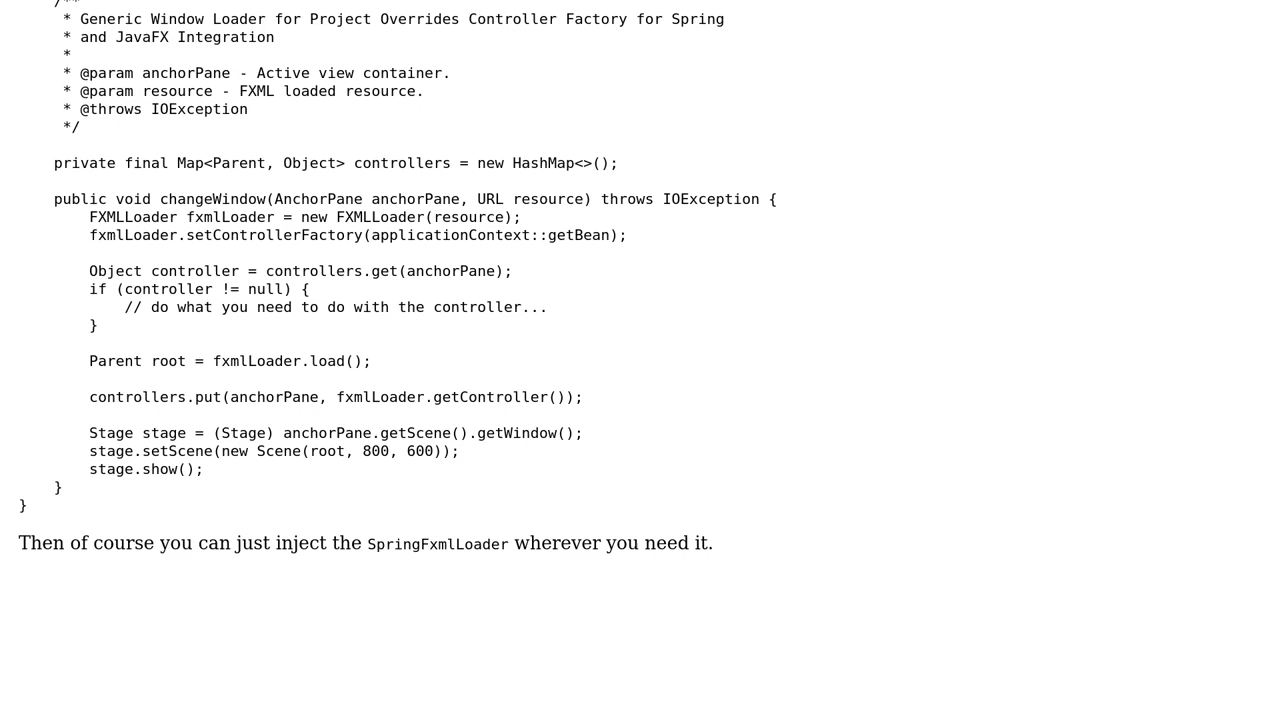 /**
 * Generic Window Loader for Project Overrides Controller Factory for Spring
 * and JavaFX Integration
 *
 * @param anchorPane - Active view container.
 * @param resource - FXML loaded resource.
 * @throws IOException
 */
private final Map<Parent, Object> controllers = new HashMap<>();
public void changeWindow(AnchorPane anchorPane, URL resource) throws IOException {
FXMLLoader fxmlLoader = new FXMLLoader(resource);
fxmlLoader.setControllerFactory(applicationContext::getBean);
Object controller = controllers.get(anchorPane);
if (controller != null) {
// do what you need to do with the controller...
}
Parent root = fxmlLoader.load();
controllers.put(anchorPane, fxmlLoader.getController());
Stage stage = (Stage) anchorPane.getScene().getWindow();
stage.setScene(new Scene(root, 800, 600));
stage.show();
}
}
Then of course you can just inject the SpringFxmlLoader wherever you need it.